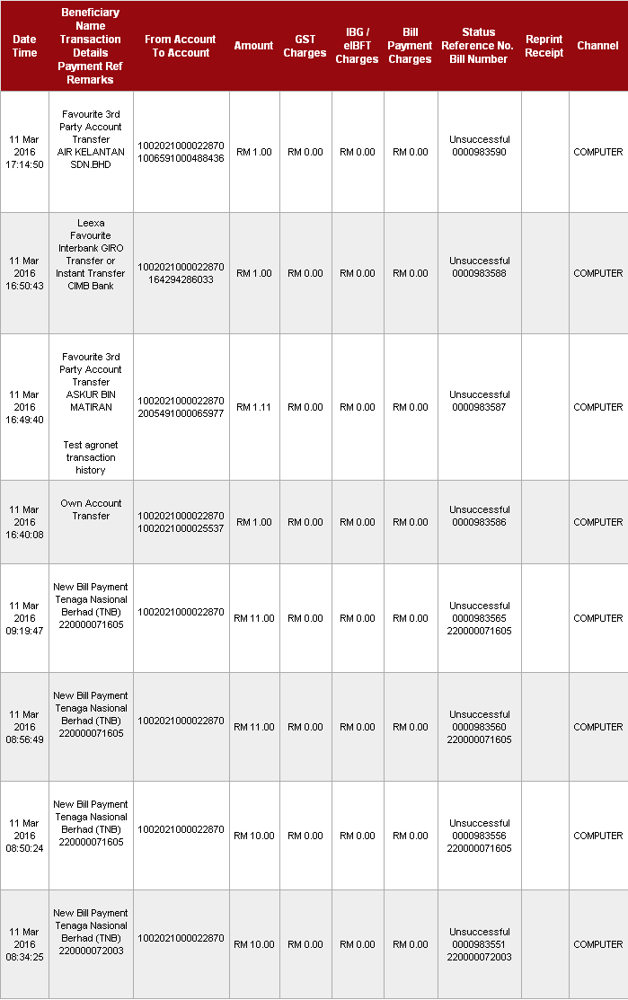 Date
Time
Beneficiary
Name
Transaction
Details
Payment Ref
Remarks
From Account
To Account
Amount
GST
Charges
IBG /
eIBFT
Charges
Bill
Payment
Charges
Status
Reference No.
Bill Number
Reprint
Receipt
Channel
11 Mar
2016
17:14:50
Favourite 3rd
Party Account
Transfer
AIR KELANTAN
SDN.BHD
1002021000022870
1006591000488436
RM 1.00
RM 0.00
RM 0.00
RM 0.00
Unsuccessful
0000983590
COMPUTER
11 Mar
2016
16:50:43
Leexa
Favourite
Interbank GIRO
Transfer or
Instant Transfer
CIMB Bank
1002021000022870
164294286033
RM 1.00
RM 0.00
RM 0.00
RM 0.00
Unsuccessful
0000983588
COMPUTER
11 Mar
2016
16:49:40
Favourite 3rd
Party Account
Transfer
ASKUR BIN
MATIRAN
Test agronet
transaction
history
1002021000022870
2005491000065977
RM 1.11
RM 0.00
RM 0.00
RM 0.00
Unsuccessful
0000983587
COMPUTER
11 Mar
2016
16:40:08
Own Account
Transfer
1002021000022870
1002021000025537
RM 1.00
RM 0.00
RM 0.00
RM 0.00
Unsuccessful
0000983586
COMPUTER
11 Mar
2016
09:19:47
New Bill Payment
Tenaga Nasional
Berhad (TNB)
220000071605
1002021000022870
RM 11.00
RM 0.00
RM 0.00
RM 0.00
Unsuccessful
0000983565
220000071605
COMPUTER
11 Mar
2016
08:56:49
New Bill Payment
Tenaga Nasional
Berhad (TNB)
220000071605
1002021000022870
RM 11.00
RM 0.00
RM 0.00
RM 0.00
Unsuccessful
0000983560
220000071605
COMPUTER
11 Mar
2016
08:50:24
New Bill Payment
Tenaga Nasional
Berhad (TNB)
220000071605
1002021000022870
RM 10.00
RM 0.00
RM 0.00
RM 0.00
Unsuccessful
0000983556
220000071605
COMPUTER
11 Mar
2016
08:34:25
New Bill Payment
Tenaga Nasional
Berhad (TNB)
220000072003
1002021000022870
RM 10.00
RM 0.00
RM 0.00
RM 0.00
Unsuccessful
0000983551
220000072003
COMPUTER